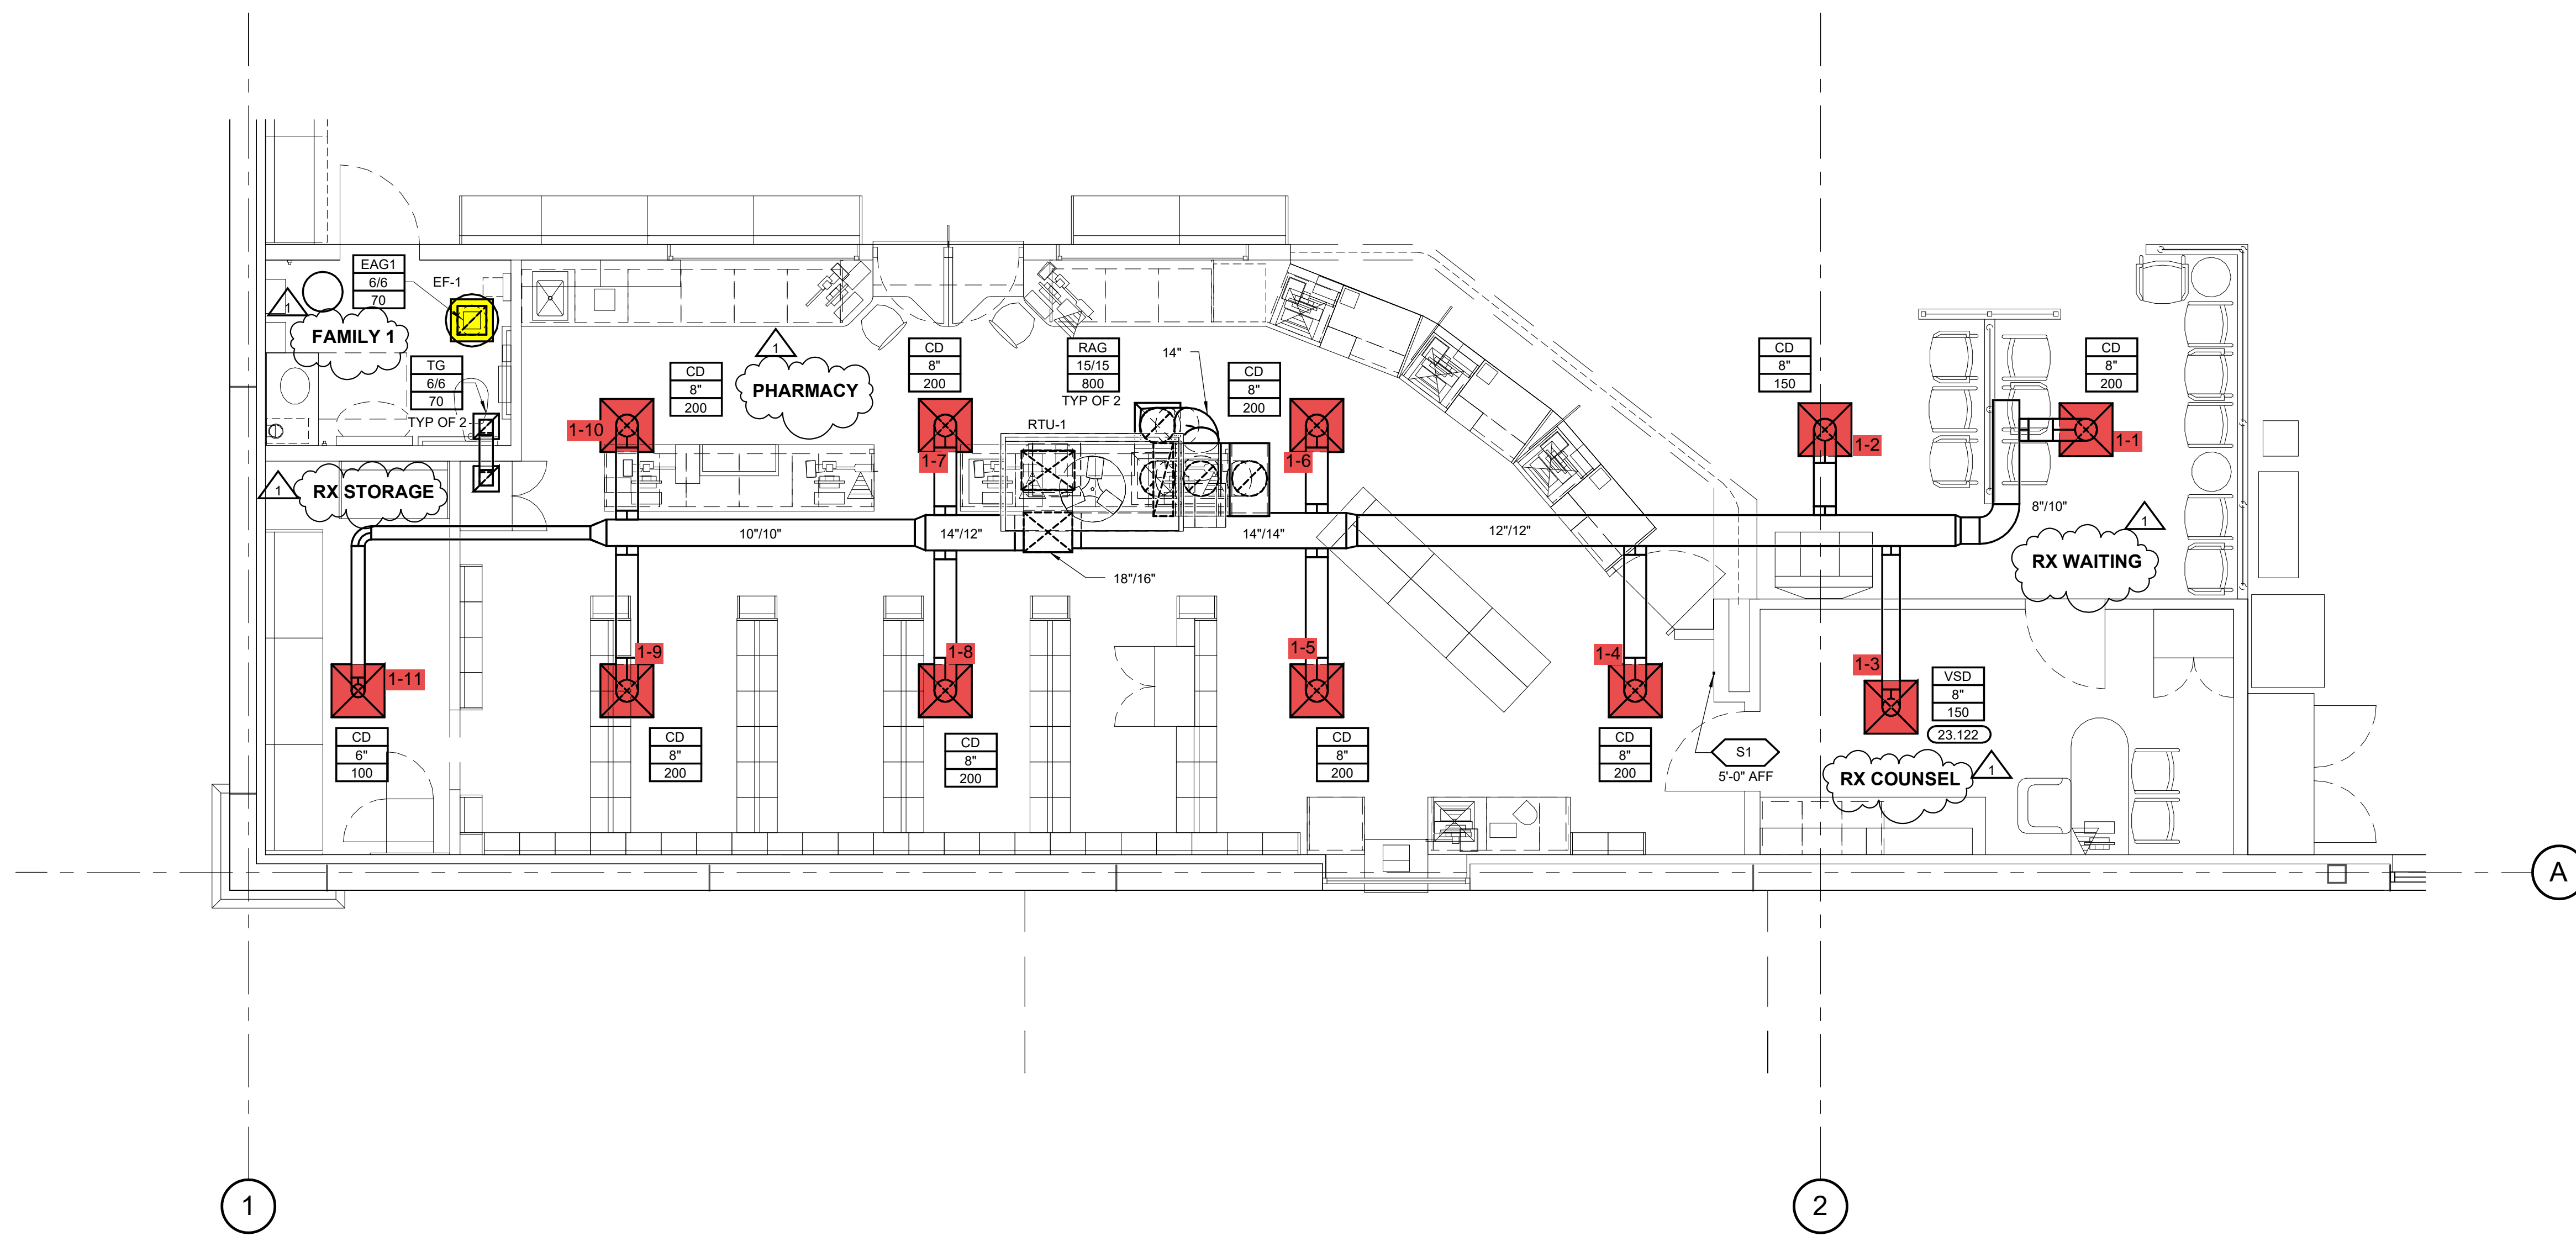 EAG1
6/6
70
EF-1
1
FAMILY 1
TG
6/6
70
TYP OF 2
1
RX STORAGE
CD
8"
200
1
PHARMACY
CD
8"
200
RAG
15/15
800
TYP OF 2
14"
CD
8"
200
CD
8"
150
CD
8"
200
1-10
1-7
RTU-1
1-6
1-2
1-1
10"/10"
14"/12"
14"/14"
12"/12"
8"/10"
1
RX WAITING
18"/16"
1-11
1-9
1-8
1-5
1-4
1-3
VSD
8"
150
23.122
CD
6"
100
CD
8"
200
CD
8"
200
CD
8"
200
CD
8"
200
S1
5'-0" AFF
RX COUNSEL
1
A
1
2